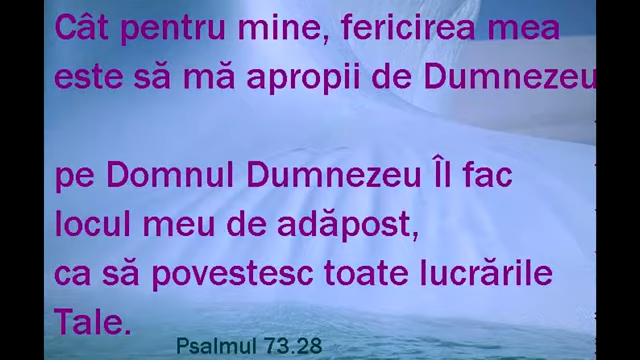 Cât pentru mine, fericirea mea
este să mă apropii de Dumnezeu
pe Domnul Dumnezeu Îl fac
locul meu de adăpost,
ca să povestesc toate lucrările
Tale.
Psalmul 73.28